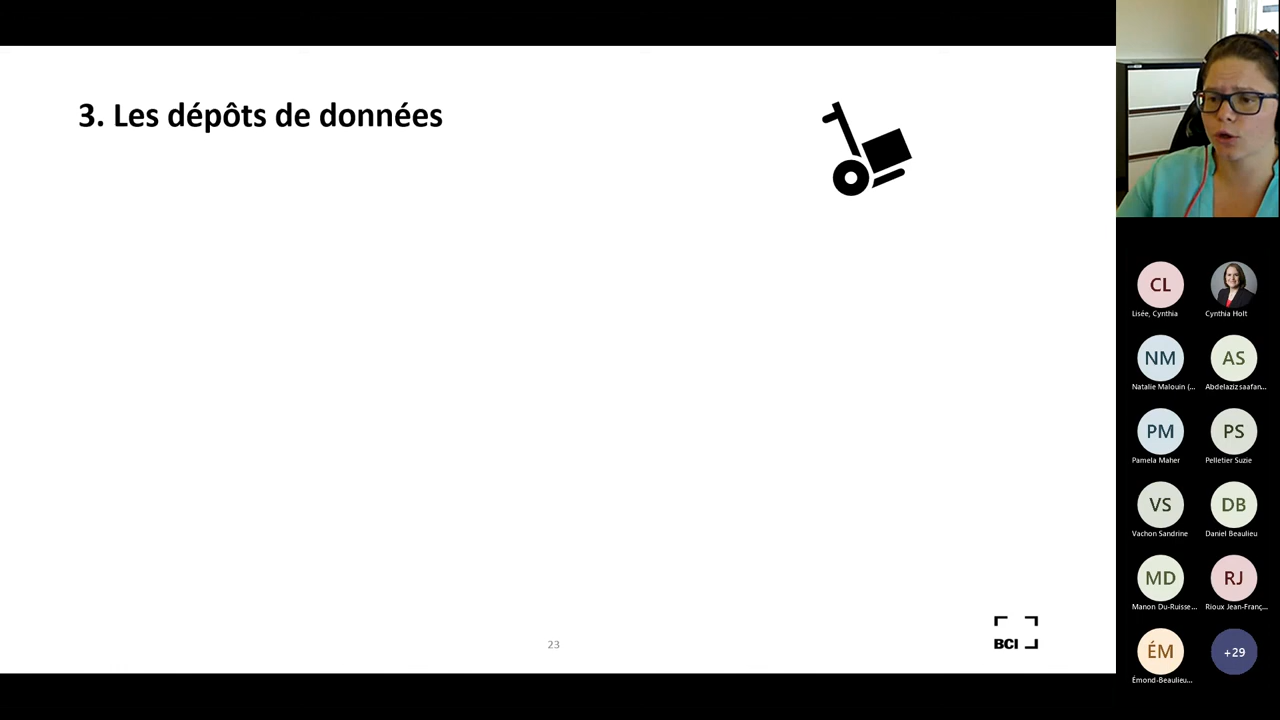 3. Les dépôts de données
23
BCI
CL
Lisée, Cynthia
Cynthia Holt
NM
Natalie Malouin (...
AS
Abdelaziz saafan...
PM
Pamela Maher
PS
Pelletier Suzie
VS
Vachon Sandrine
DB
Daniel Beaulieu
MD
Manon Du-Ruisse...
RJ
Rioux Jean-Franç...
ÉM
Émond-Beaulieu...
+29